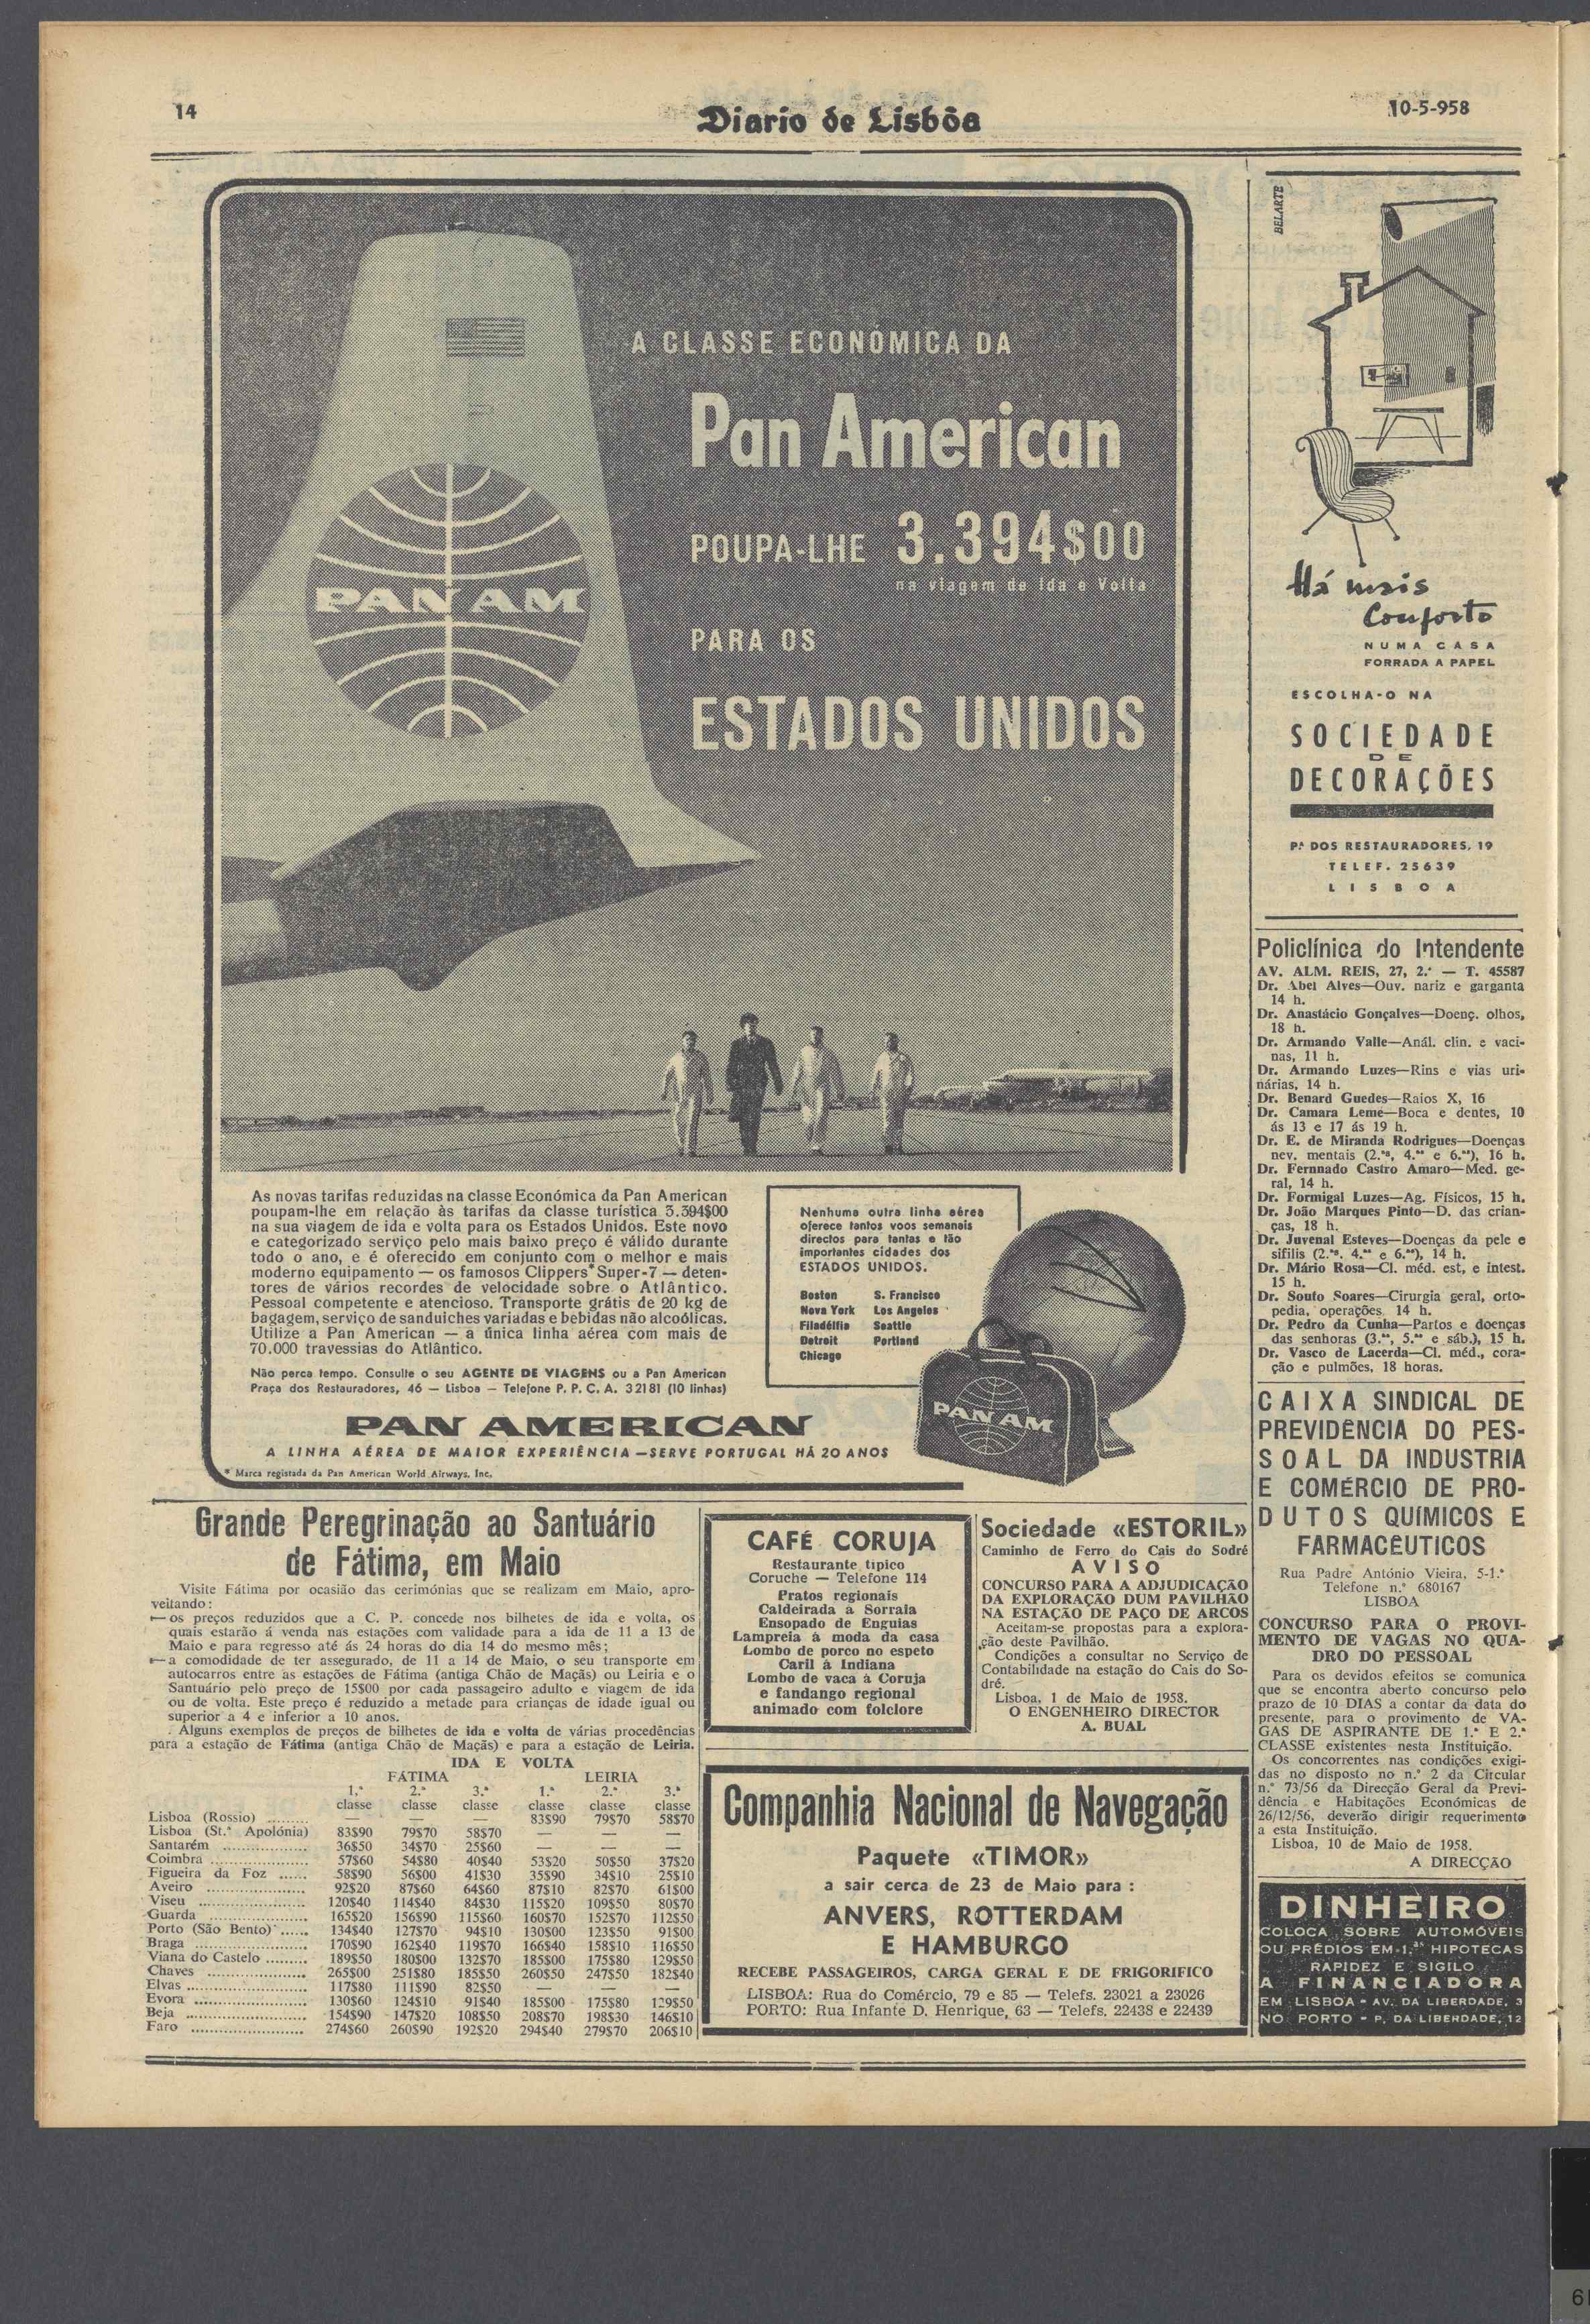 14
Diario de Lisbôa
10-5-958
A CLASSE ECONÓMICA DA
Pan American
POUPA-LHE 3.394$00
na viagem de Ida e Volta
PARA OS
ESTADOS UNIDOS
PAN AM
As novas tarifas reduzidas na classe Económica da Pan American
poupam-lhe em relação às tarifas da classe turística 3.394$00
na sua viagem de ida e volta para os Estados Unidos. Este novo
e categorizado serviço pelo mais baixo preço é válido durante
todo o ano, e é oferecido em conjunto com o melhor e mais
moderno equipamento — os famosos Clippers* Super-7 — deten-
tores de vários recordes de velocidade sobre o Atlântico.
Pessoal competente e atencioso. Transporte grátis de 20 kg de
bagagem, serviço de sanduiches variadas e bebidas não alcoólicas.
Utilize a Pan American — a única linha aérea com mais de
70.000 travessias do Atlântico.
Não perca tempo. Consulte o seu AGENTE DE VIAGENS ou a Pan American
Praça dos Restauradores, 46 — Lisboa — Telefone P. P. C. A. 32181 (10 linhas)
Nenhuma outra linha aérea
oferece tantos voos semanais
directos para tantas e tão
importantes cidades dos
ESTADOS UNIDOS.
Boston S. Francisco
Nova York Los Angeles
Filadélfia Seattle
Detroit Portland
Chicago
PAN AM
PAN AMERICAN
A LINHA AÉREA DE MAIOR EXPERIÊNCIA — SERVE PORTUGAL HÁ 20 ANOS
* Marca registada da Pan American World Airways, Inc.
BELARTE
Há mais
Conforto
NUMA CASA
FORRADA A PAPEL
ESCOLHA-O NA
SOCIEDADE
DE
DECORAÇÕES
P.ª DOS RESTAURADORES, 19
TELEF. 25639
LISBOA
Policlínica do Intendente
AV. ALM. REIS, 27, 2.º — T. 45587
Dr. Abel Alves—Ouv. nariz e garganta
14 h.
Dr. Anastácio Gonçalves—Doenç. olhos,
18 h.
Dr. Armando Valle—Anál. clin. e vaci-
nas, 11 h.
Dr. Armando Luzes—Rins e vias uri-
nárias, 14 h.
Dr. Benard Guedes—Raios X, 16
Dr. Camara Leme—Boca e dentes, 10
ás 13 e 17 ás 19 h.
Dr. E. de Miranda Rodrigues—Doenças
nev. mentais (2.ªs, 4.ªs e 6.ªs), 16 h.
Dr. Fernnado Castro Amaro—Med. ge-
ral, 14 h.
Dr. Formigal Luzes—Ag. Físicos, 15 h.
Dr. João Marques Pinto—D. das crian-
ças, 18 h.
Dr. Juvenal Esteves—Doenças da pele e
sifilis (2.ªs, 4.ªs e 6.ªs), 14 h.
Dr. Mário Rosa—Cl. méd. est, e intest.
15 h.
Dr. Souto Soares—Cirurgia geral, orto-
pedia, operações. 14 h.
Dr. Pedro da Cunha—Partos e doenças
das senhoras (3.ªs, 5.ªs e sáb.), 15 h.
Dr. Vasco de Lacerda—Cl. méd., cora-
ção e pulmões, 18 horas.
CAIXA SINDICAL DE
PREVIDÊNCIA DO PES-
SOAL DA INDUSTRIA
E COMÉRCIO DE PRO-
DUTOS QUÍMICOS E
FARMACÊUTICOS
Rua Padre António Vieira, 5-1.º
Telefone n.º 680167
LISBOA
CONCURSO PARA O PROVI-
MENTO DE VAGAS NO QUA-
DRO DO PESSOAL
Para os devidos efeitos se comunica
que se encontra aberto concurso pelo
prazo de 10 DIAS a contar da data do
presente, para o provimento de VA-
GAS DE ASPIRANTE DE 1.ª E 2.ª
CLASSE existentes nesta Instituição.
Os concorrentes nas condições exigi-
das no disposto no n.º 2 da Circular
n.º 73/56 da Direcção Geral da Previ-
dência e Habitações Económicas de
26/12/56, deverão dirigir requerimento
a esta Instituição.
Lisboa, 10 de Maio de 1958.
A DIRECÇÃO
DINHEIRO
COLOCA SOBRE AUTOMÓVEIS
OU PRÉDIOS EM 1.ªS HIPOTECAS
RAPIDEZ E SIGILO
A FINANCIADORA
EM LISBOA - AV. DA LIBERDADE, 3
NO PORTO - P. DA LIBERDADE, 12
Grande Peregrinação ao Santuário
de Fátima, em Maio
Visite Fátima por ocasião das cerimónias que se realizam em Maio, apro-
veitando:
— os preços reduzidos que a C. P. concede nos bilhetes de ida e volta, os
quais estarão á venda nas estações com validade para a ida de 11 a 13 de
Maio e para regresso até ás 24 horas do dia 14 do mesmo mês;
— a comodidade de ter assegurado, de 11 a 14 de Maio, o seu transporte em
autocarros entre as estações de Fátima (antiga Chão de Maçãs) ou Leiria e o
Santuário pelo preço de 15$00 por cada passageiro adulto e viagem de ida
ou de volta. Este preço é reduzido a metade para crianças de idade igual ou
superior a 4 e inferior a 10 anos.
Alguns exemplos de preços de bilhetes de ida e volta de várias procedências
para a estação de Fátima (antiga Chão de Maçãs) e para a estação de Leiria.
IDA E VOLTA
FÁTIMA LEIRIA
1.ª 2.ª 3.ª 1.ª 2.ª 3.ª
classe classe classe classe classe classe
Lisboa (Rossio) ......... — 83$90 79$70 58$70
Lisboa (St.ª Apolónia) 83$90 79$70 58$70 — — —
Santarém ................. 36$50 34$70 25$60 — — —
Coimbra .................... 57$60 54$80 40$40 53$20 50$50 37$20
Figueira da Foz ...... 58$90 56$00 41$30 35$90 34$10 25$10
Aveiro .................... 92$20 87$60 64$60 87$10 82$70 61$00
Viseu ...................... 120$40 114$40 84$30 115$20 109$50 80$70
Guarda .................... 165$20 156$90 115$60 160$70 152$70 112$50
Porto (São Bento) ...... 134$40 127$70 94$10 130$00 123$50 91$00
Braga ...................... 170$90 162$40 119$70 166$40 158$10 116$50
Viana do Castelo ........ 189$50 180$00 132$70 185$00 175$80 129$50
Chaves .................... 265$00 251$80 185$50 260$50 247$50 182$40
Elvas ........................ 117$80 111$90 82$50 — — —
Evora ....................... 130$60 124$10 91$40 185$00 175$80 129$50
Beja ........................ 154$90 147$20 108$50 208$70 198$30 146$10
Faro ....................... 274$60 260$90 192$20 294$40 279$70 206$10
CAFÉ CORUJA
Restaurante tipico
Coruche — Telefone 114
Pratos regionais
Caldeirada à Sorraia
Ensopado de Enguias
Lampreia á moda da casa
Lombo de porco no espeto
Caril à Indiana
Lombo de vaca à Coruja
e fandango regional
animado com folclore
Sociedade «ESTORIL»
Caminho de Ferro do Cais do Sodré
AVISO
CONCURSO PARA A ADJUDICAÇÃO
DA EXPLORAÇÃO DUM PAVILHÃO
NA ESTAÇÃO DE PAÇO DE ARCOS
Aceitam-se propostas para a explora-
ção deste Pavilhão.
Condições a consultar no Serviço de
Contabilidade na estação do Cais do So-
dré.
Lisboa, 1 de Maio de 1958.
O ENGENHEIRO DIRECTOR
A. BUAL
Companhia Nacional de Navegação
Paquete «TIMOR»
a sair cerca de 23 de Maio para :
ANVERS, ROTTERDAM
E HAMBURGO
RECEBE PASSAGEIROS, CARGA GERAL E DE FRIGORIFICO
LISBOA: Rua do Comércio, 79 e 85 — Telefs. 23021 a 23026
PORTO: Rua Infante D. Henrique, 63 — Telefs. 22438 e 22439